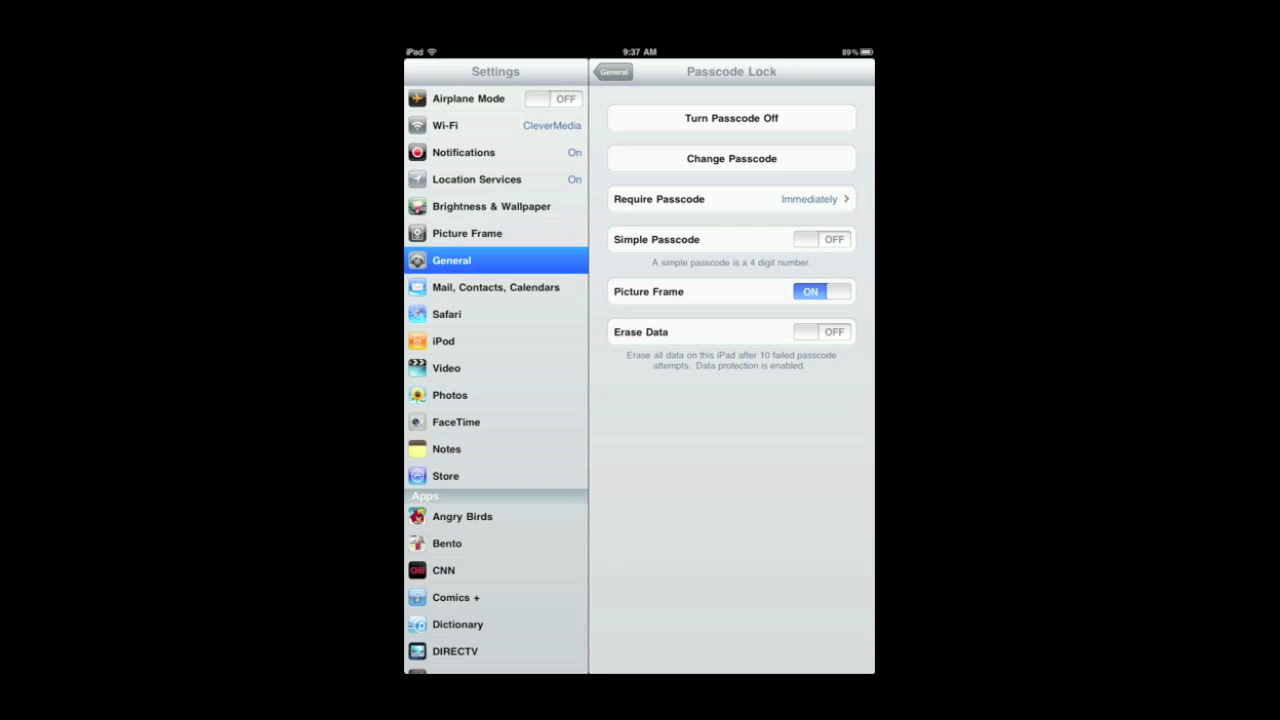 iPad 9:37 AM 89%
Settings
Airplane Mode OFF
Wi-Fi CleverMedia
Notifications On
Location Services On
Brightness & Wallpaper
Picture Frame
General
Mail, Contacts, Calendars
Safari
iPod
Video
Photos
FaceTime
Notes
Store
Apps
Angry Birds
Bento
CNN
Comics +
Dictionary
DIRECTV
General Passcode Lock
Turn Passcode Off
Change Passcode
Require Passcode Immediately
Simple Passcode OFF
A simple passcode is a 4 digit number.
Picture Frame ON
Erase Data OFF
Erase all data on this iPad after 10 failed passcode
attempts. Data protection is enabled.